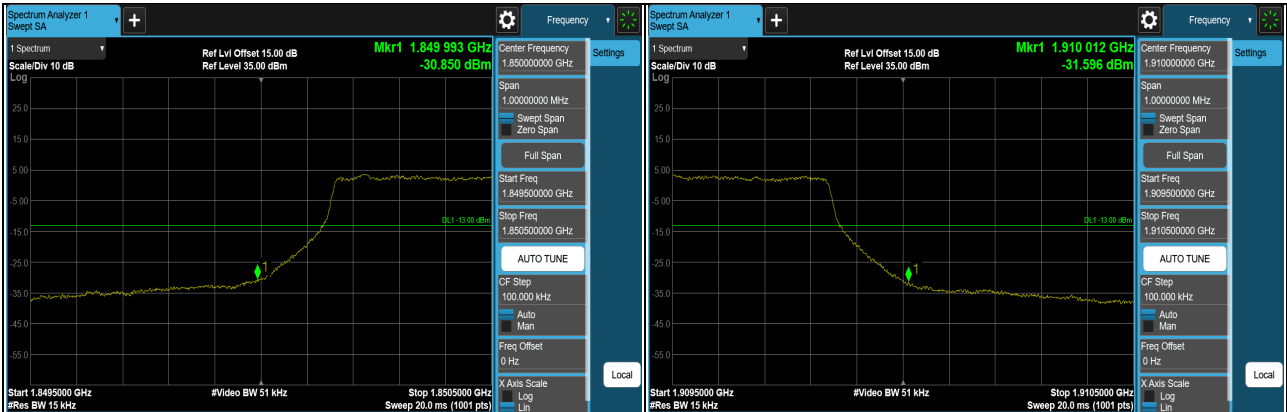 Spectrum Analyzer 1
Swept SA
+
Frequency
1 Spectrum
Scale/Div 10 dB
Ref Lvl Offset 15.00 dB
Ref Level 35.00 dBm
Mkr1 1.849 993 GHz
-30.850 dBm
Log
25.0
15.0
5.00
-5.00
-15.0
-25.0
-35.0
-45.0
-55.0
DL1 -13.00 dBm
1
Start 1.8495000 GHz
#Res BW 15 kHz
#Video BW 51 kHz
Stop 1.8505000 GHz
Sweep 20.0 ms (1001 pts)
Center Frequency
1.850000000 GHz
Settings
Span
1.00000000 MHz
Swept Span
Zero Span
Full Span
Start Freq
1.849500000 GHz
Stop Freq
1.850500000 GHz
AUTO TUNE
CF Step
100.000 kHz
Auto
Man
Freq Offset
0 Hz
Local
X Axis Scale
Log
Lin
Spectrum Analyzer 1
Swept SA
+
Frequency
1 Spectrum
Scale/Div 10 dB
Ref Lvl Offset 15.00 dB
Ref Level 35.00 dBm
Mkr1 1.910 012 GHz
-31.596 dBm
Log
25.0
15.0
5.00
-5.00
-15.0
-25.0
-35.0
-45.0
-55.0
DL1 -13.00 dBm
1
Start 1.9095000 GHz
#Res BW 15 kHz
#Video BW 51 kHz
Stop 1.9105000 GHz
Sweep 20.0 ms (1001 pts)
Center Frequency
1.910000000 GHz
Settings
Span
1.00000000 MHz
Swept Span
Zero Span
Full Span
Start Freq
1.909500000 GHz
Stop Freq
1.910500000 GHz
AUTO TUNE
CF Step
100.000 kHz
Auto
Man
Freq Offset
0 Hz
Local
X Axis Scale
Log
Lin